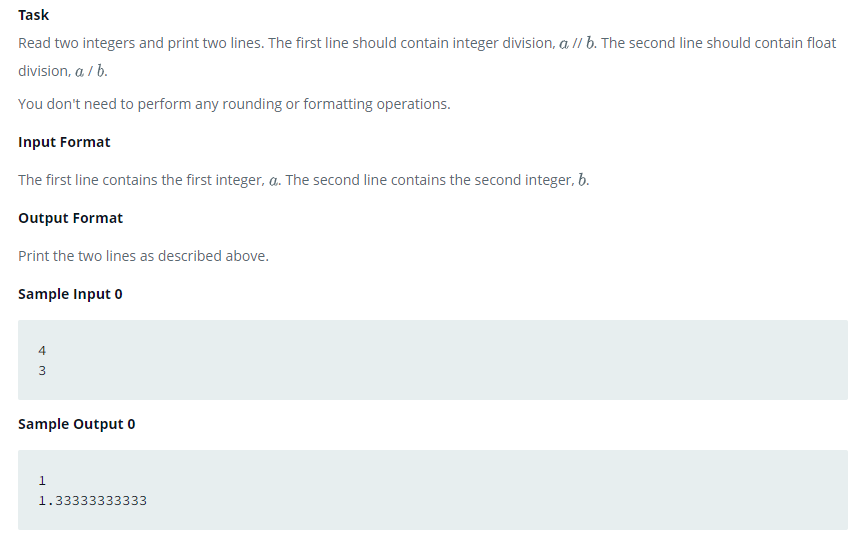 Task
Read two integers and print two lines. The first line should contain integer division, a // b. The second line should contain float
division, a / b.
You don't need to perform any rounding or formatting operations.
Input Format
The first line contains the first integer, a. The second line contains the second integer, b.
Output Format
Print the two lines as described above.
Sample Input 0
4
3
Sample Output 0
1
1.33333333333